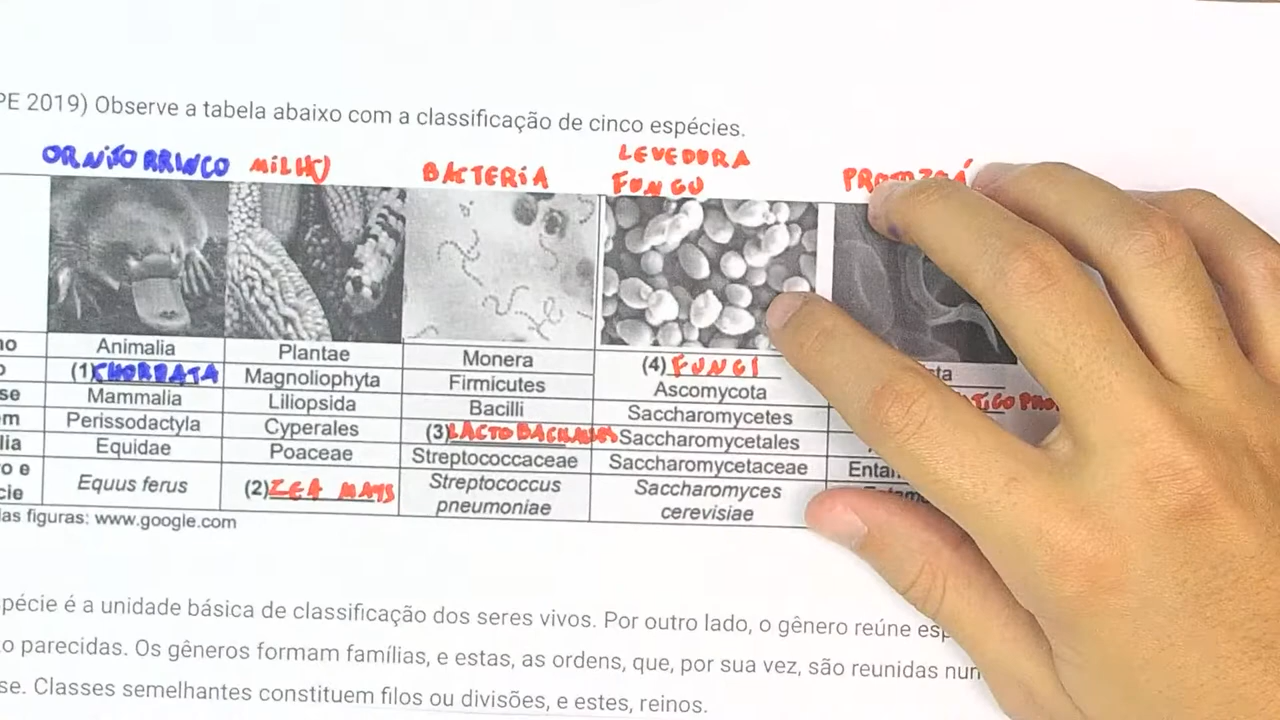 PE 2019) Observe a tabela abaixo com a classificação de cinco espécies.
ORNITORRINCO MiLHO BACTERiA LEVEDURA
FUNGO
Animalia Plantae Monera (4) FUNGI
(1) CHORDATA Magnoliophyta Firmicutes Ascomycota
se Mammalia Liliopsida Bacilli Saccharomycetes
m Perissodactyla Cyperales (3) LACTOBACILLALES Saccharomycetales
lia Equidae Poaceae Streptococcaceae Saccharomycetaceae Entam
o e Equus ferus (2) ZEA MAYS Streptococcus Saccharomyces
cie pneumoniae cerevisiae
as figuras: www.google.com
spécie é a unidade básica de classificação dos seres vivos. Por outro lado, o gênero reúne esp
o parecidas. Os gêneros formam famílias, e estas, as ordens, que, por sua vez, são reunidas num
se. Classes semelhantes constituem filos ou divisões, e estes, reinos.